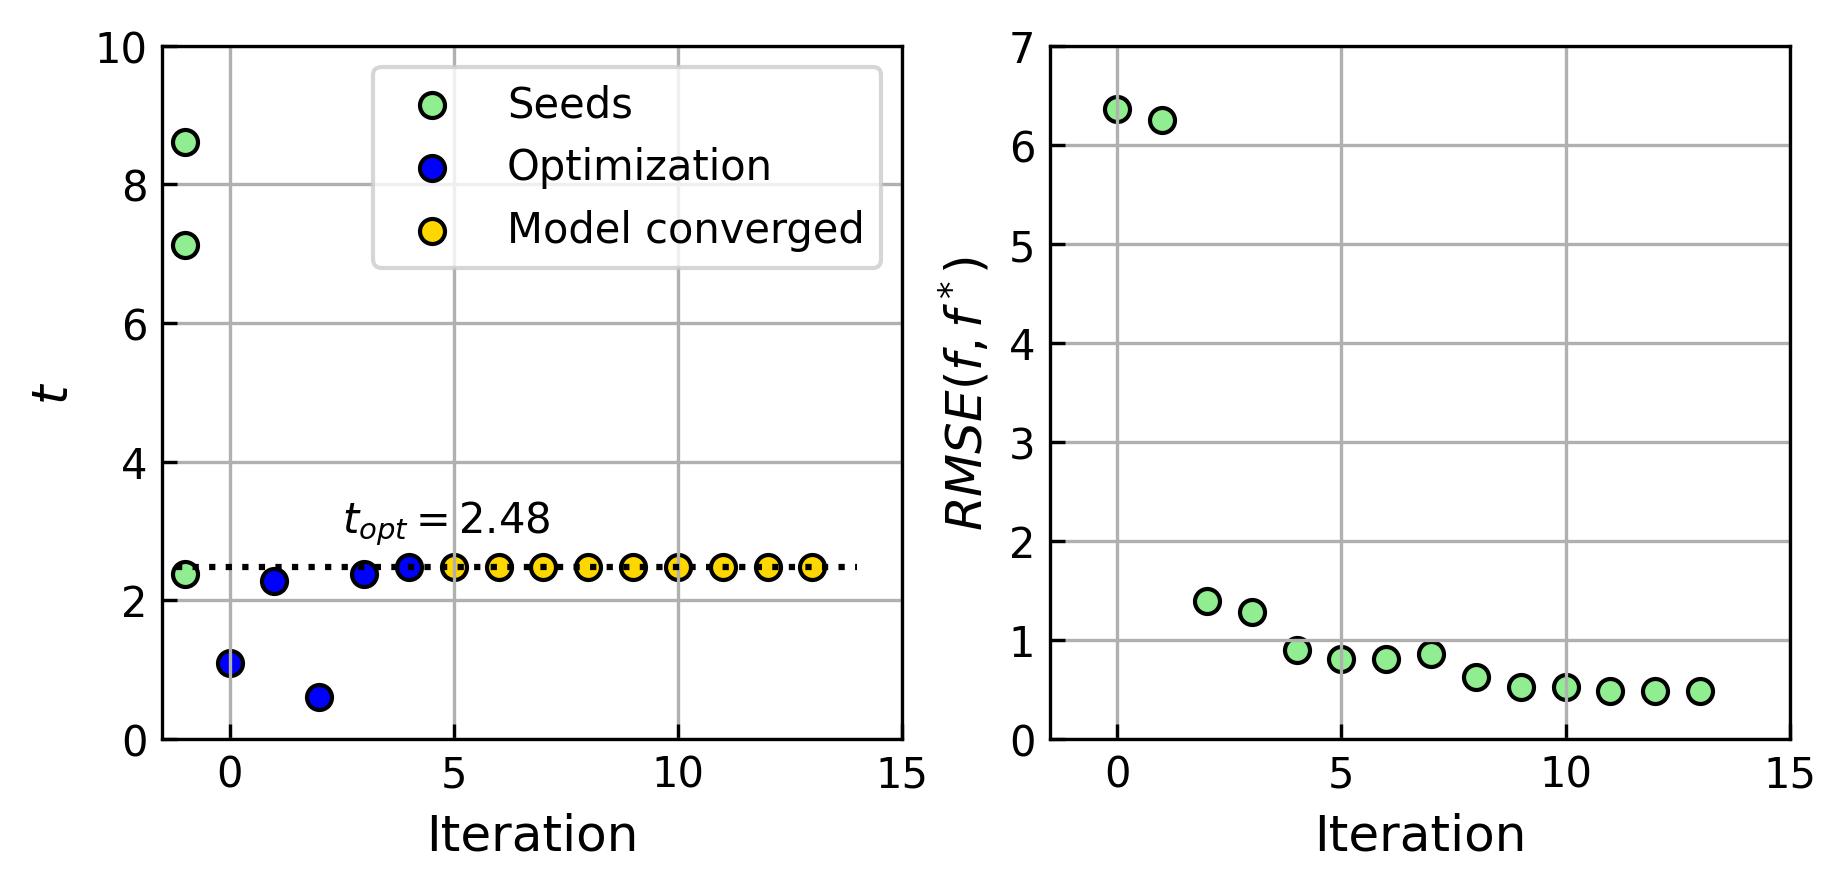 10
8
6
4
2
0
t
Seeds
Optimization
Model converged
t_opt = 2.48
0 5 10 15
Iteration
7
6
5
4
3
2
1
0
RMSE(f, f*)
0 5 10 15
Iteration